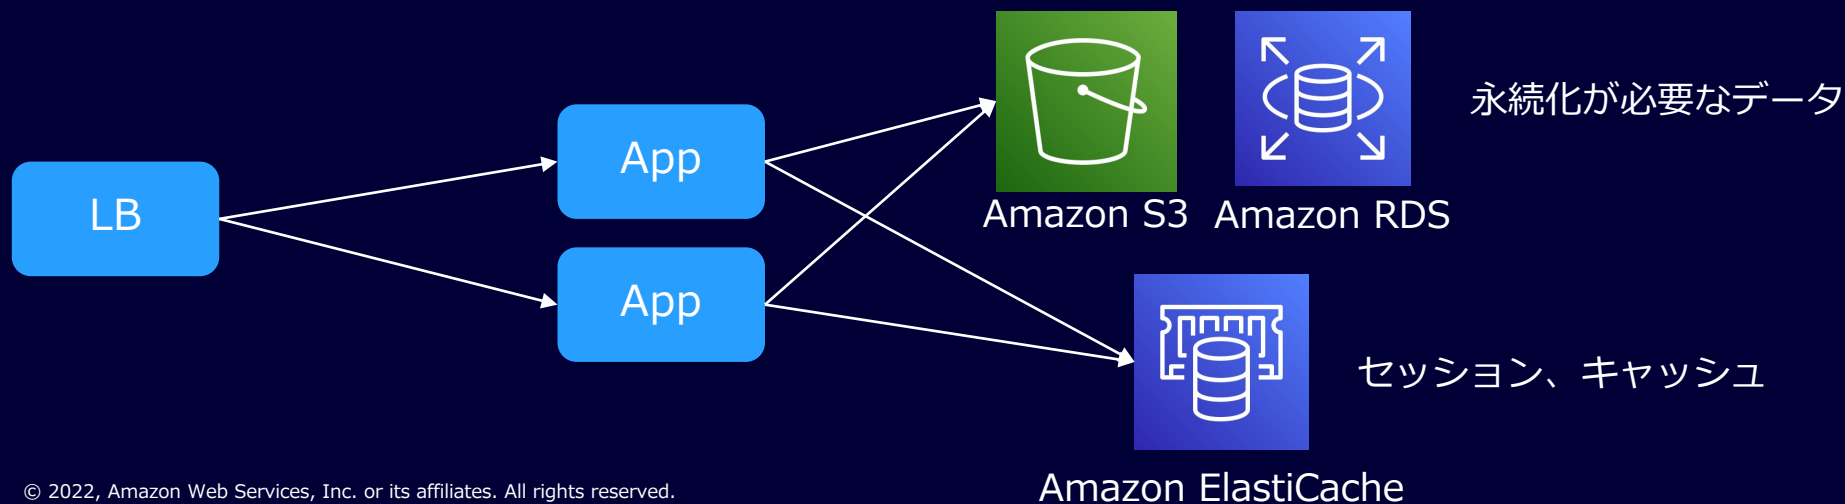 LB
App
App
Amazon S3
Amazon RDS
永続化が必要なデータ
Amazon ElastiCache
セッション、キャッシュ
© 2022, Amazon Web Services, Inc. or its affiliates. All rights reserved.